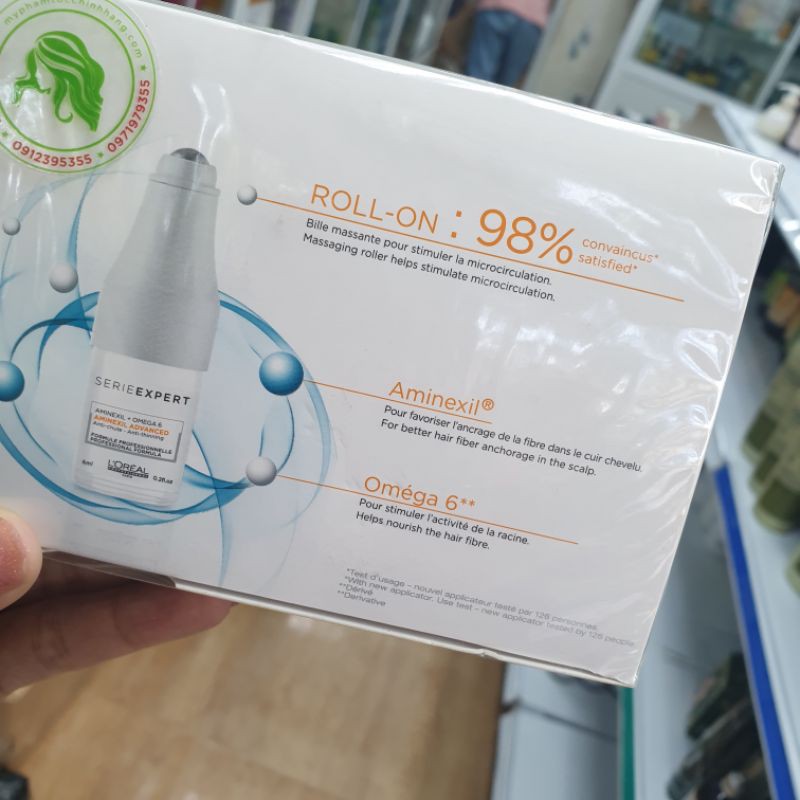 myphamtocchinhhang.com
0912395355 * 0971979355
ROLL-ON : 98% convaincus*
satisfied*
Bille massante pour stimuler la microcirculation.
Massaging roller helps stimulate microcirculation.
SERIE EXPERT
AMINEXIL + OMEGA 6
AMINEXIL ADVANCED
Anti-chute - Anti-thinning
FORMULE PROFESSIONNELLE
PROFESSIONAL FORMULA
L'ORÉAL
6ml
0.2fl.oz
Aminexil®
Pour favoriser l'ancrage de la fibre dans le cuir chevelu.
For better hair fiber anchorage in the scalp.
Oméga 6**
Pour stimuler l'activité de la racine.
Helps nourish the hair fibre.
*Test d'usage - nouvel applicateur testé par 126 personnes.
*With new applicator. Use test - new applicator tested by 126 people
**Dérivé
**Derivative